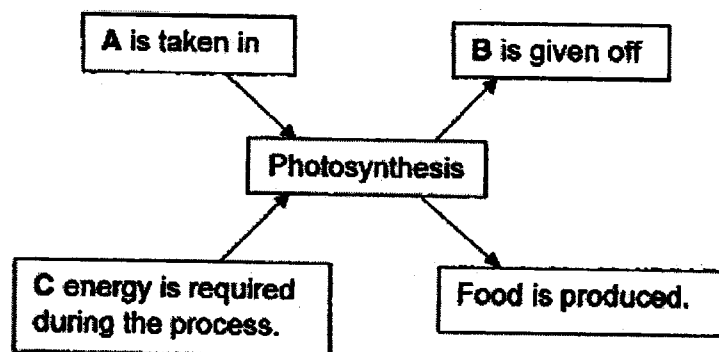 A is taken in
B is given off
Photosynthesis
C energy is required
during the process.
Food is produced.